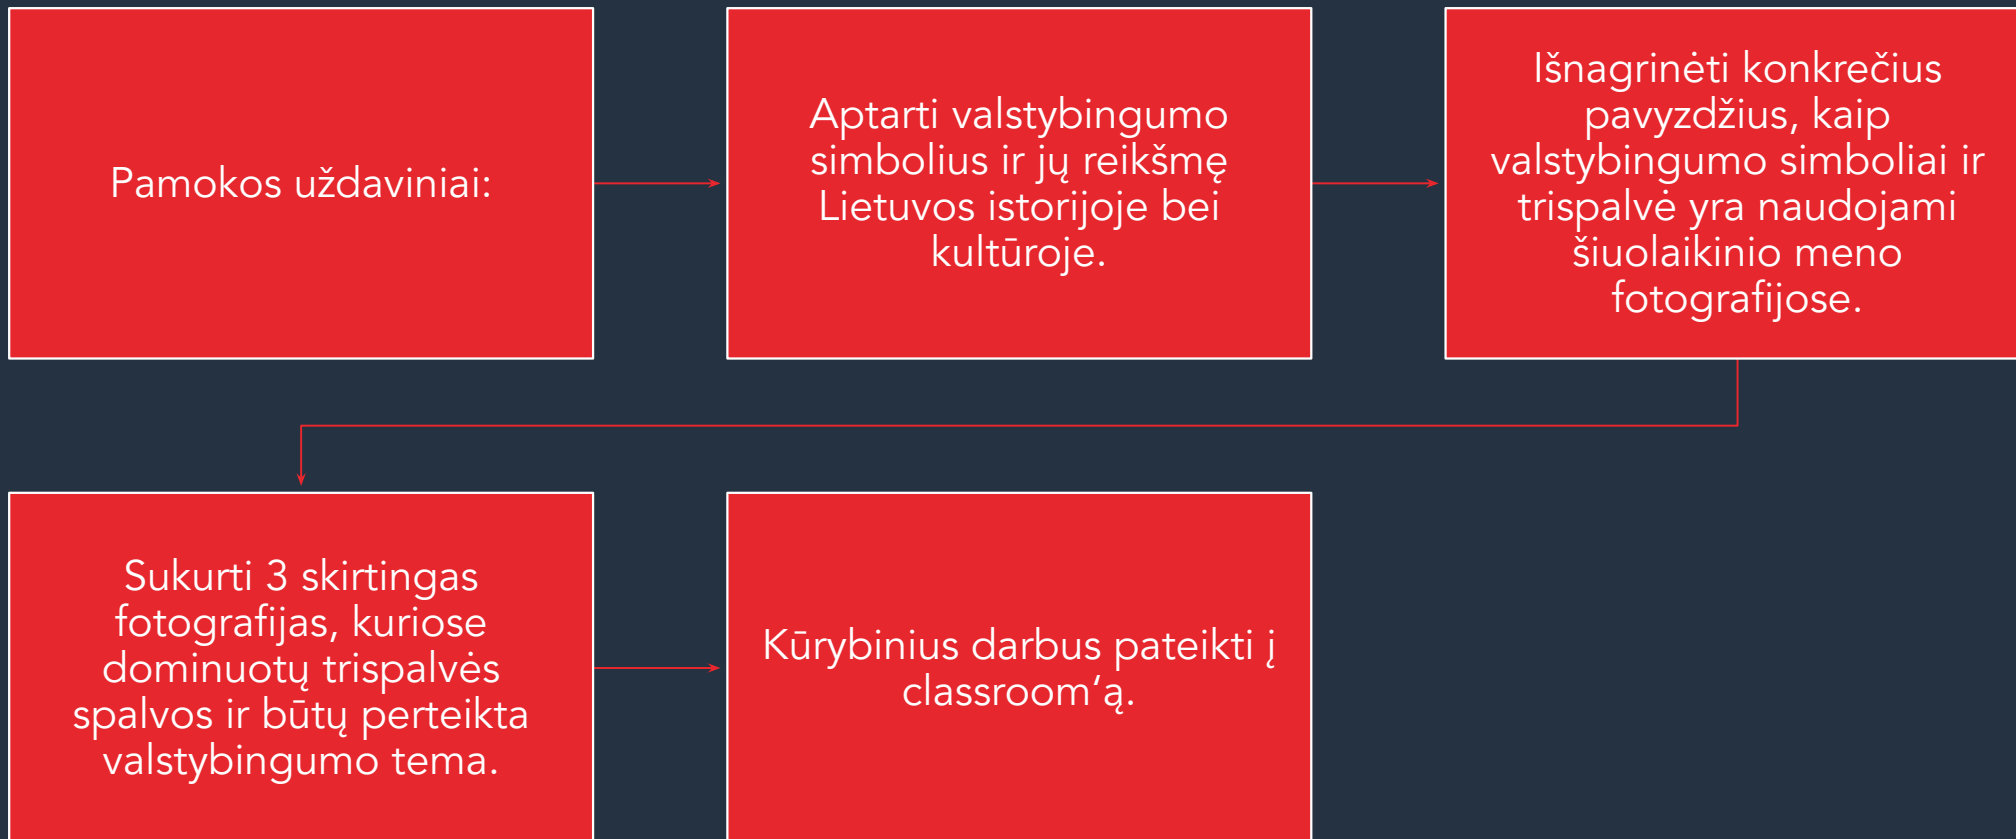 Pamokos uždaviniai:
Aptarti valstybingumo
simbolius ir jų reikšmę
Lietuvos istorijoje bei
kultūroje.
Išnagrinėti konkrečius
pavyzdžius, kaip
valstybingumo simboliai ir
trispalvė yra naudojami
šiuolaikinio meno
fotografijose.
Sukurti 3 skirtingas
fotografijas, kuriose
dominuotų trispalvės
spalvos ir būtų perteikta
valstybingumo tema.
Kūrybinius darbus pateikti į
classroom‘ą.